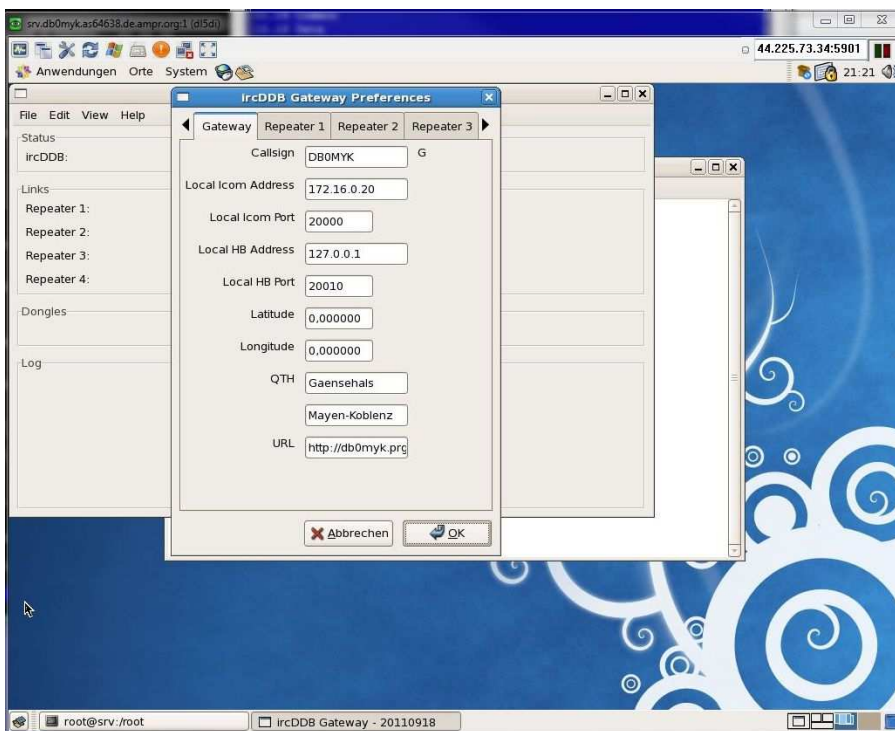 srv.db0myk.as64638.de.ampr.org:1 (dl5di)
44.225.73.34:5901
Anwendungen Orte System
21:21
ircDDB Gateway Preferences
File Edit View Help
Gateway Repeater 1 Repeater 2 Repeater 3
Status
ircDDB:
Callsign DB0MYK G
Links
Local Icom Address 172.16.0.20
Repeater 1:
Local Icom Port 20000
Repeater 2:
Repeater 3:
Local HB Address 127.0.0.1
Repeater 4:
Local HB Port 20010
Dongles
Latitude 0,000000
Longitude 0,000000
Log
QTH Gaensehals
Mayen-Koblenz
URL http://db0myk.prg
Abbrechen OK
root@srv:/root
ircDDB Gateway - 20110918